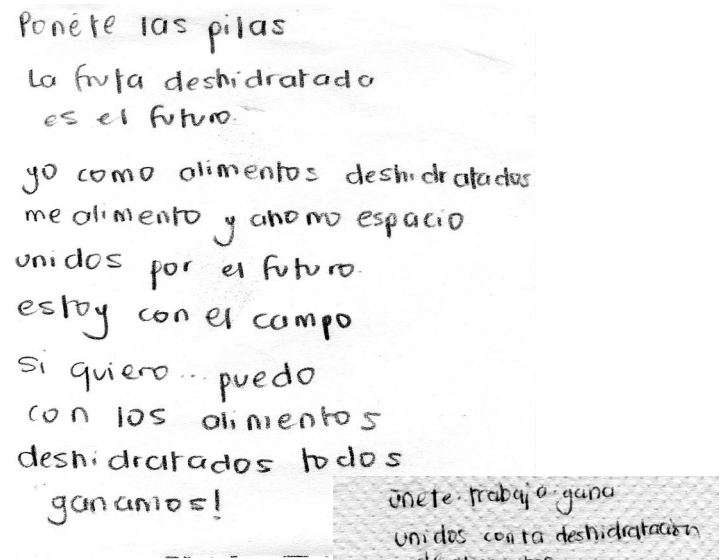 Ponete las pilas
La fruta deshidratada
es el futuro.
yo como alimentos deshidratados
me alimento y ahorro espacio
unidos por el futuro.
estoy con el campo
si quiero... puedo
con los alimentos
deshidratados todos
ganamos!
únete trabaja gana
unidos con la deshidratacion